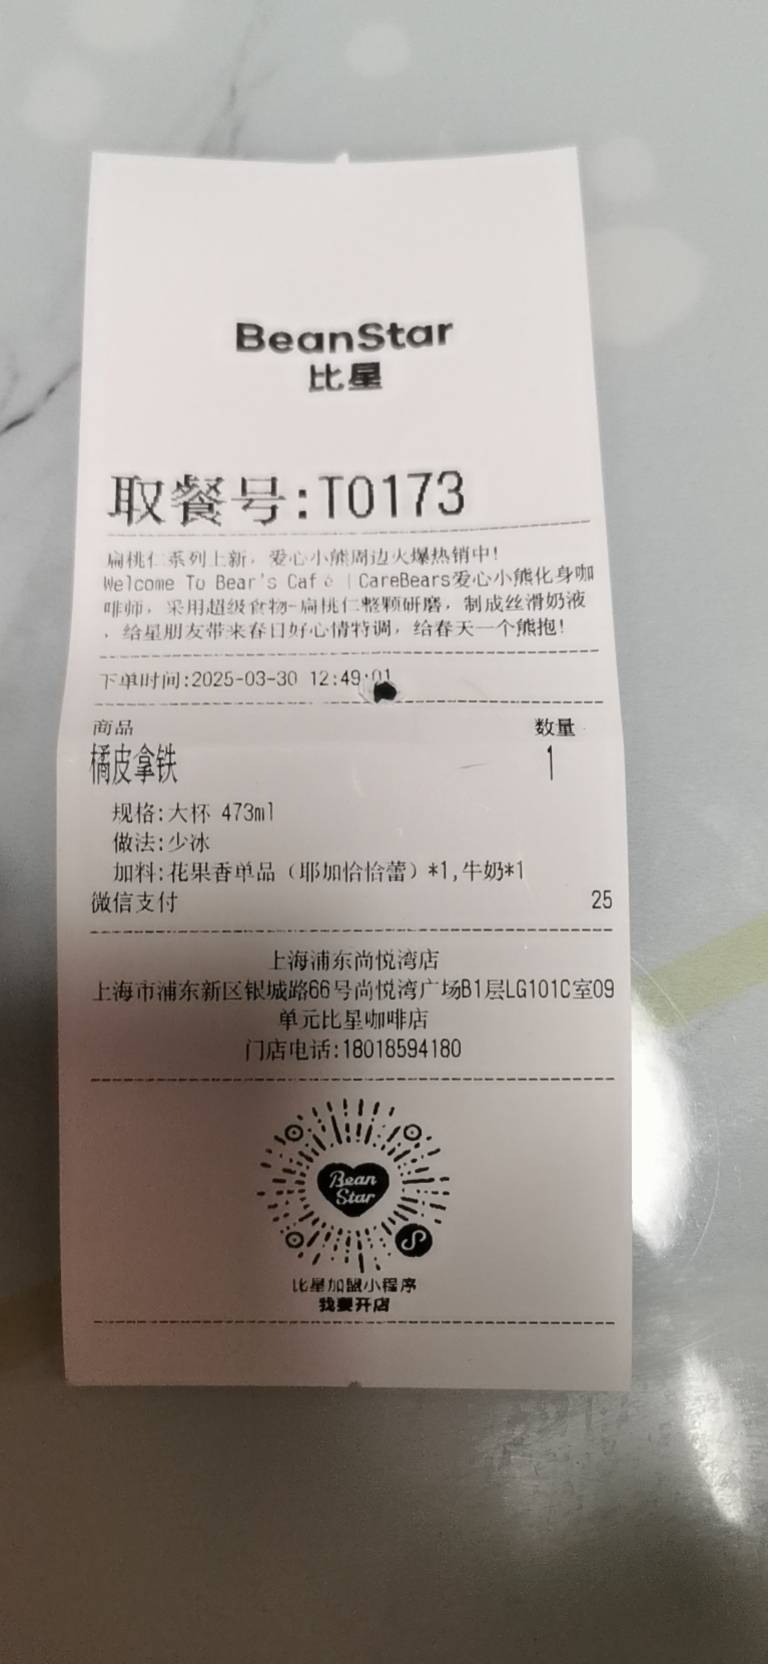 BeanStar
比星
取餐号:T0173
扁桃仁系列上新，爱心小熊周边火爆热销中!
Welcome To Bear's Café |CareBears爱心小熊化身咖
啡师，采用超级食物-扁桃仁整颗研磨，制成丝滑奶液
，给星朋友带来春日好心情特调，给春天一个熊抱!
下单时间:2025-03-30 12:49:01
商品 数量
橘皮拿铁 1
规格:大杯 473ml
做法:少冰
加料:花果香单品（耶加恰恰蕾）*1,牛奶*1
微信支付 25
上海浦东尚悦湾店
上海市浦东新区银城路66号尚悦湾广场B1层LG101C室09
单元比星咖啡店
门店电话:18018594180
Bean
Star
比星加盟小程序
我要开店